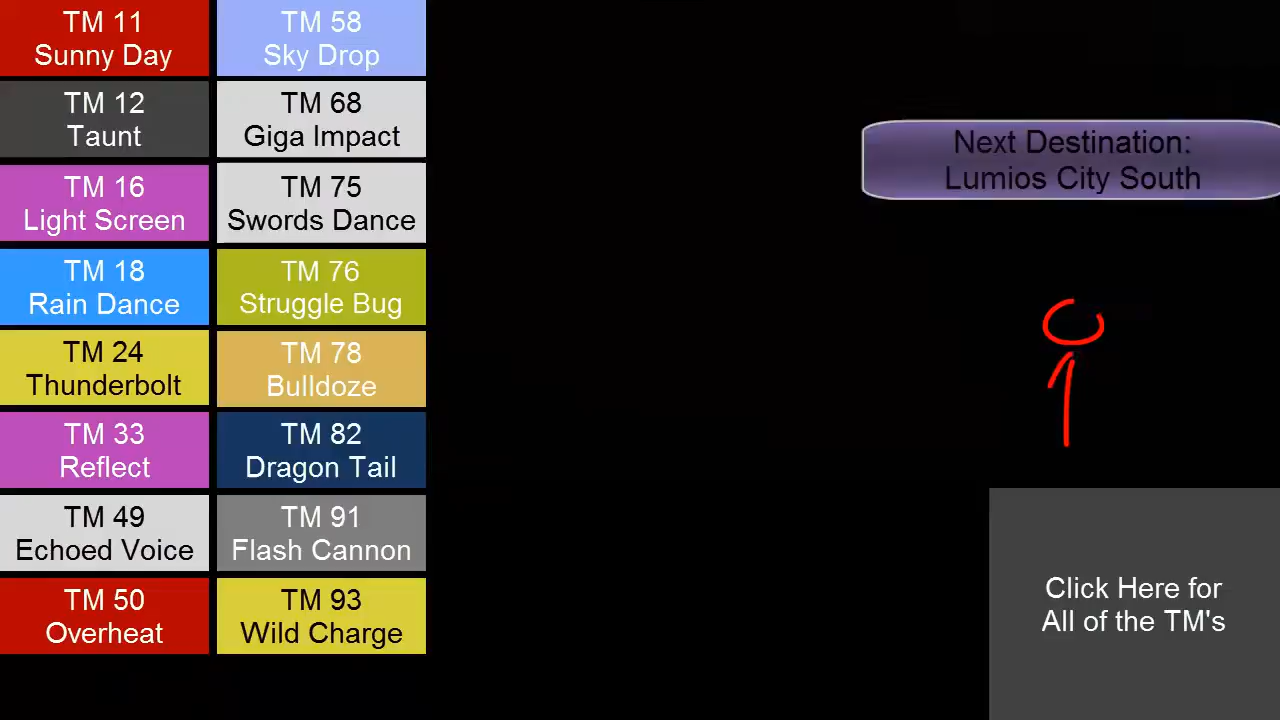 TM 11
Sunny Day
TM 12
Taunt
TM 16
Light Screen
TM 18
Rain Dance
TM 24
Thunderbolt
TM 33
Reflect
TM 49
Echoed Voice
TM 50
Overheat
TM 58
Sky Drop
TM 68
Giga Impact
TM 75
Swords Dance
TM 76
Struggle Bug
TM 78
Bulldoze
TM 82
Dragon Tail
TM 91
Flash Cannon
TM 93
Wild Charge
Next Destination:
Lumios City South
Click Here for
All of the TM's